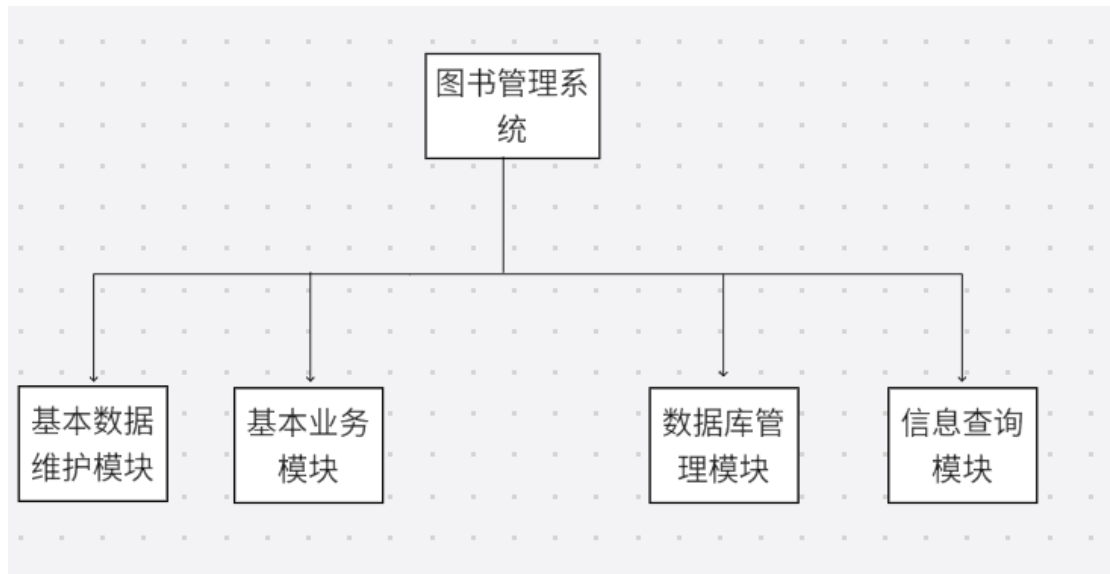 图书管理系
统
基本数据
维护模块
基本业务
模块
数据库管
理模块
信息查询
模块